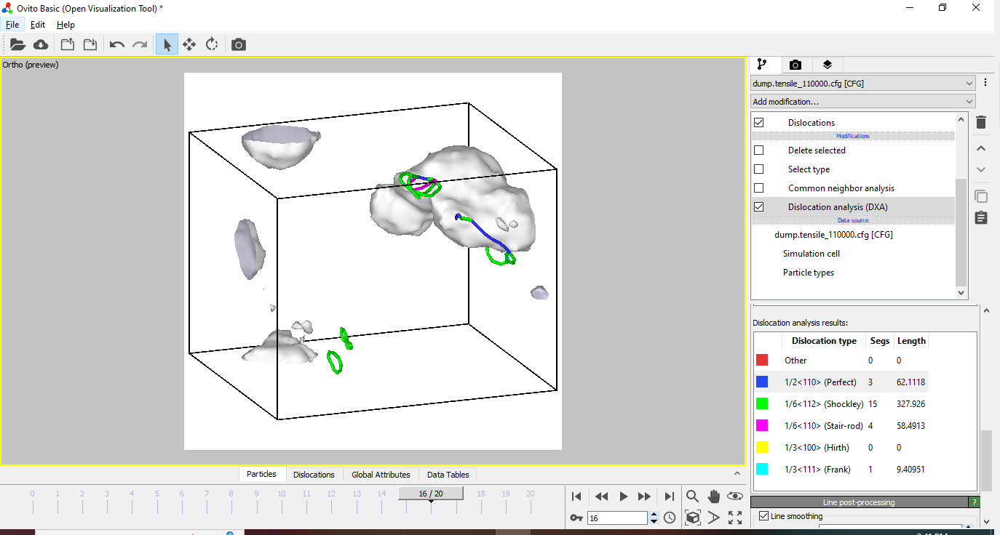 Ovito Basic (Open Visualization Tool) *
File Edit Help
Ortho (preview)
dump.tensile_110000.cfg [CFG]
Add modification...
Dislocations
Modifications
Delete selected
Select type
Common neighbor analysis
Dislocation analysis (DXA)
Data source
dump.tensile_110000.cfg [CFG]
Simulation cell
Particle types
Dislocation analysis results:
Dislocation type Segs Length
Other 0 0
1/2<110> (Perfect) 3 62.1118
1/6<112> (Shockley) 15 327.926
1/6<110> (Stair-rod) 4 58.4913
1/3<100> (Hirth) 0 0
1/3<111> (Frank) 1 9.40951
Line post-processing ?
Line smoothing
Particles Dislocations Global Attributes Data Tables
0 1 2 3 4 5 6 7 8 9 10 11 12 13 14 16 / 20 18 19 20
16